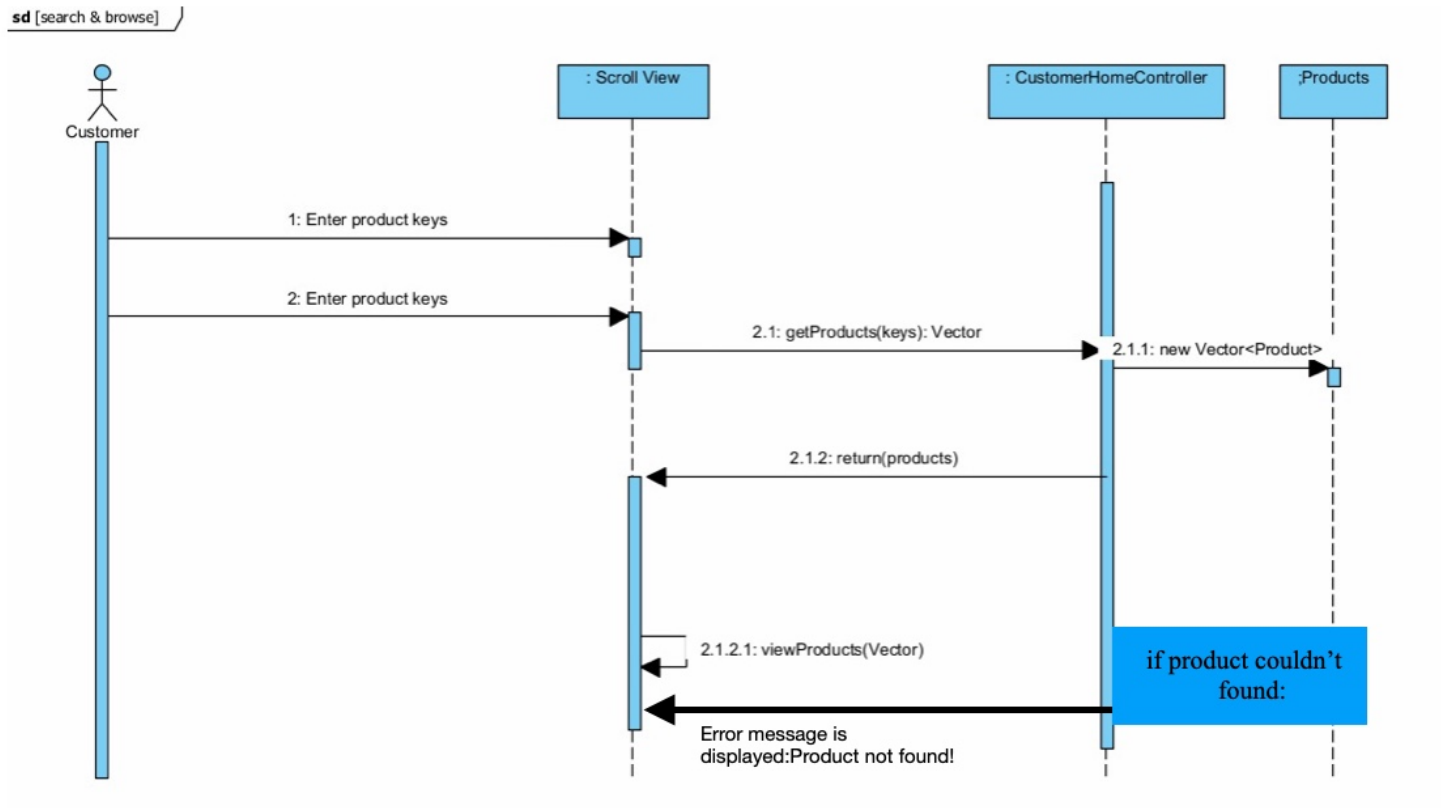 sd [search & browse]
: Scroll View
: CustomerHomeController
;Products
Customer
1: Enter product keys
2: Enter product keys
2.1: getProducts(keys): Vector
2.1.1: new Vector<Product>
2.1.2: return(products)
2.1.2.1: viewProducts(Vector)
if product couldn’t
found:
Error message is
displayed:Product not found!